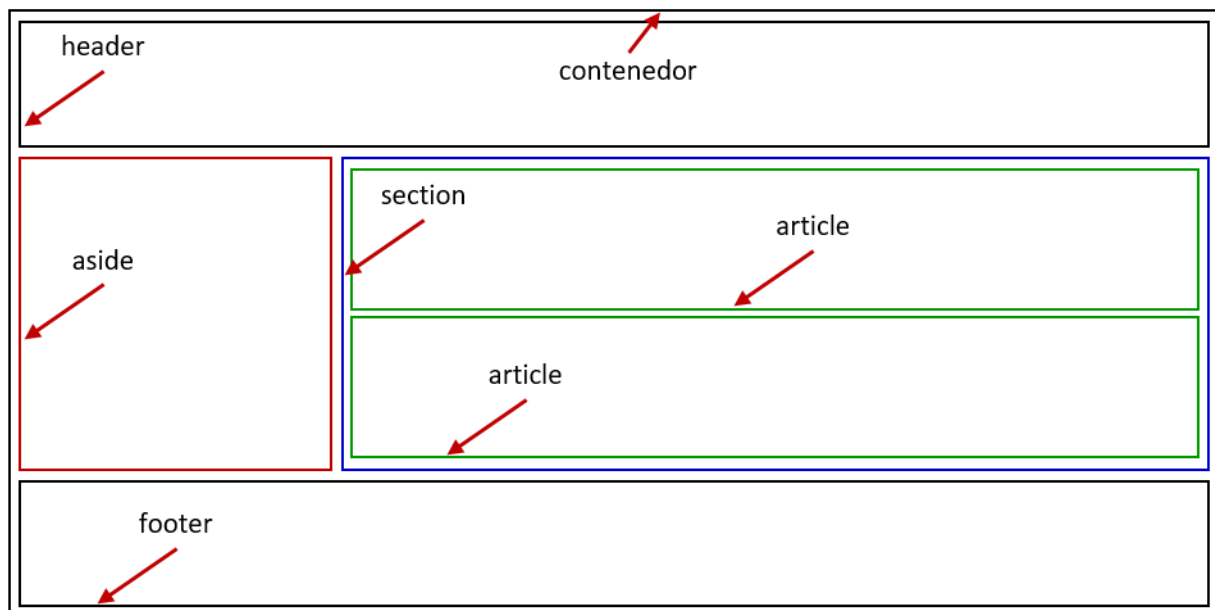 header
contenedor
section
article
aside
article
footer